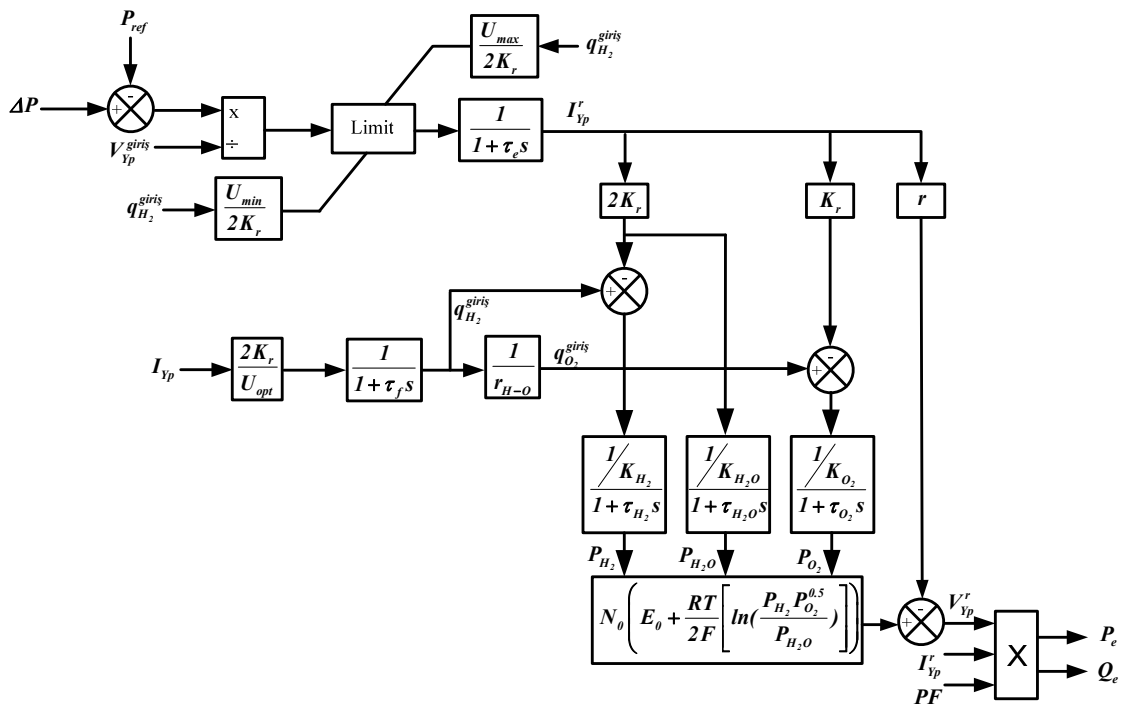 P_ref
U_max / 2K_r
q_H2^giriş
ΔP
- +
x
÷
V_Yp^giriş
Limit
1 / 1 + τ_e s
I_Yp^r
q_H2^giriş
U_min / 2K_r
2K_r
K_r
r
- +
q_H2^giriş
I_Yp
2K_r / U_opt
1 / 1 + τ_f s
1 / r_H-O
q_O2^giriş
- +
1/K_H2 / 1 + τ_H2 s
1/K_H2O / 1 + τ_H2O s
1/K_O2 / 1 + τ_O2 s
P_H2
P_H2O
P_O2
N_0 ( E_0 + RT / 2F [ ln( P_H2 P_O2^0.5 / P_H2O ) ] )
- +
V_Yp^r
I_Yp^r
PF
X
P_e
Q_e